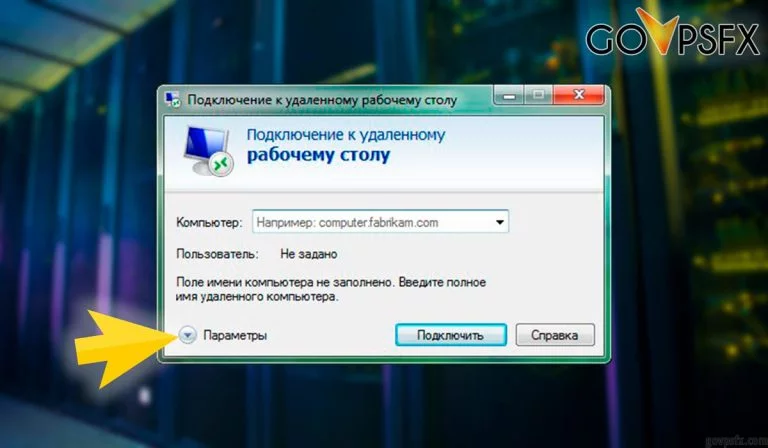 GOVPSFX
Подключение к удаленному рабочему столу
Подключение к удаленному
рабочему столу
Компьютер: Например: computer.fabrikam.com
Пользователь: Не задано
Поле имени компьютера не заполнено. Введите полное
имя удаленного компьютера.
Параметры Подключить Справка
govpsfx.com